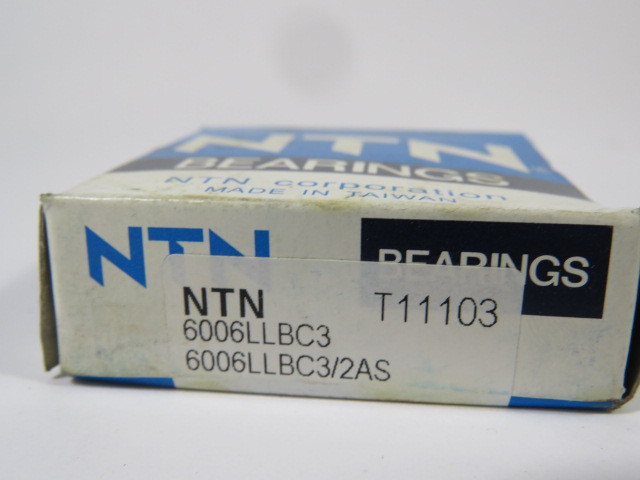 NTN
BEARINGS
NTN corporation
MADE IN TAIWAN
NTN BEARINGS
NTN T11103
6006LLBC3
6006LLBC3/2AS